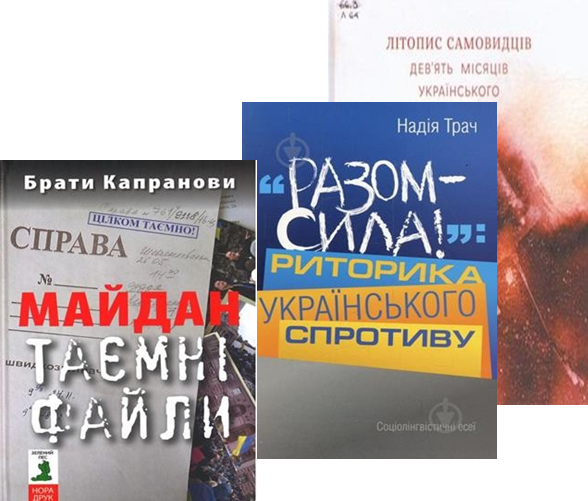 Брати Капранови
ЦІЛКОМ ТАЄМНО!
СПРАВА
№
МАЙДАН
ТАЄМНІ
ФАЙЛИ
ЗЕЛЕНИЙ
ПЕС
НОРА
ДРУК
Надія Трач
“РАЗОМ–
СИЛА!”:
РИТОРИКА
УКРАЇНСЬКОГО
СПРОТИВУ
Соціолінгвістичні есеї
66.3
Л 64
ЛІТОПИС САМОВИДЦІВ
ДЕВ'ЯТЬ МІСЯЦІВ
УКРАЇНСЬКОГО